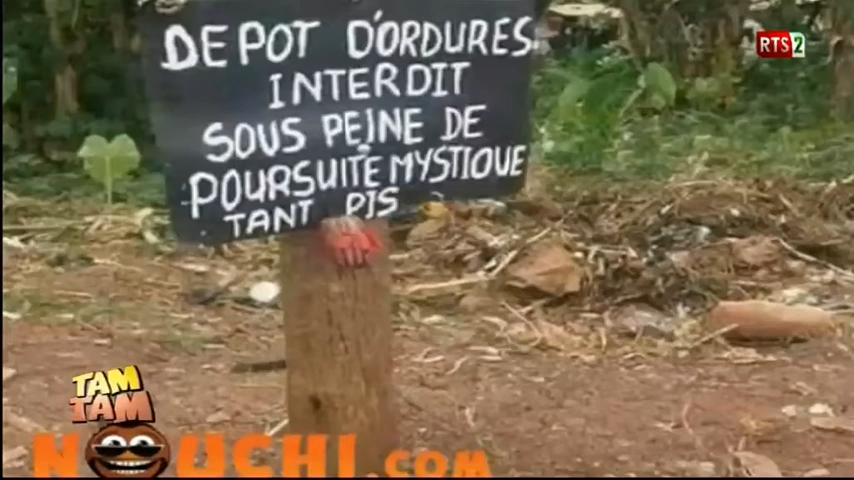 RTS2
DEPOT D'ORDURES
INTERDIT
SOUS PEINE DE
POURSUITE MYSTIQUE
TANT PIS
TAM
TAM
NOUCHI.COM